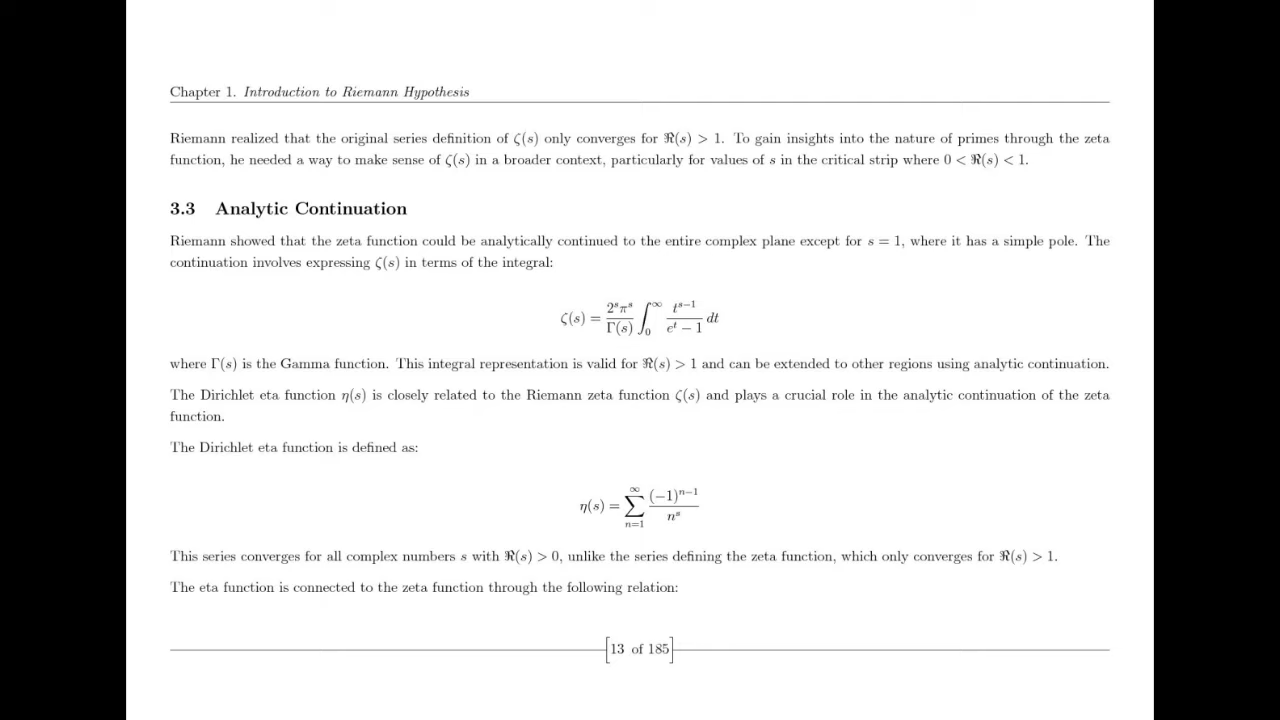 Chapter 1. Introduction to Riemann Hypothesis
Riemann realized that the original series definition of ζ(s) only converges for ℜ(s) > 1. To gain insights into the nature of primes through the zeta
function, he needed a way to make sense of ζ(s) in a broader context, particularly for values of s in the critical strip where 0 < ℜ(s) < 1.
3.3 Analytic Continuation
Riemann showed that the zeta function could be analytically continued to the entire complex plane except for s = 1, where it has a simple pole. The
continuation involves expressing ζ(s) in terms of the integral:
ζ(s) = \frac{2^s π^s}{Γ(s)} \int_0^∞ \frac{t^{s−1}}{e^t − 1} dt
where Γ(s) is the Gamma function. This integral representation is valid for ℜ(s) > 1 and can be extended to other regions using analytic continuation.
The Dirichlet eta function η(s) is closely related to the Riemann zeta function ζ(s) and plays a crucial role in the analytic continuation of the zeta
function.
The Dirichlet eta function is defined as:
η(s) = \sum_{n=1}^{∞} \frac{(−1)^{n−1}}{n^s}
This series converges for all complex numbers s with ℜ(s) > 0, unlike the series defining the zeta function, which only converges for ℜ(s) > 1.
The eta function is connected to the zeta function through the following relation:
[13 of 185]